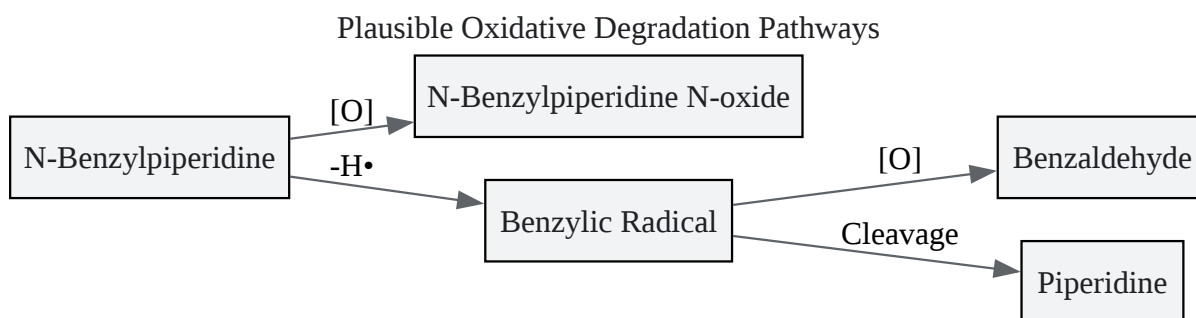 Plausible Oxidative Degradation Pathways
N-Benzylpiperidine
[O]
-H•
N-Benzylpiperidine N-oxide
Benzylic Radical
[O]
Cleavage
Benzaldehyde
Piperidine